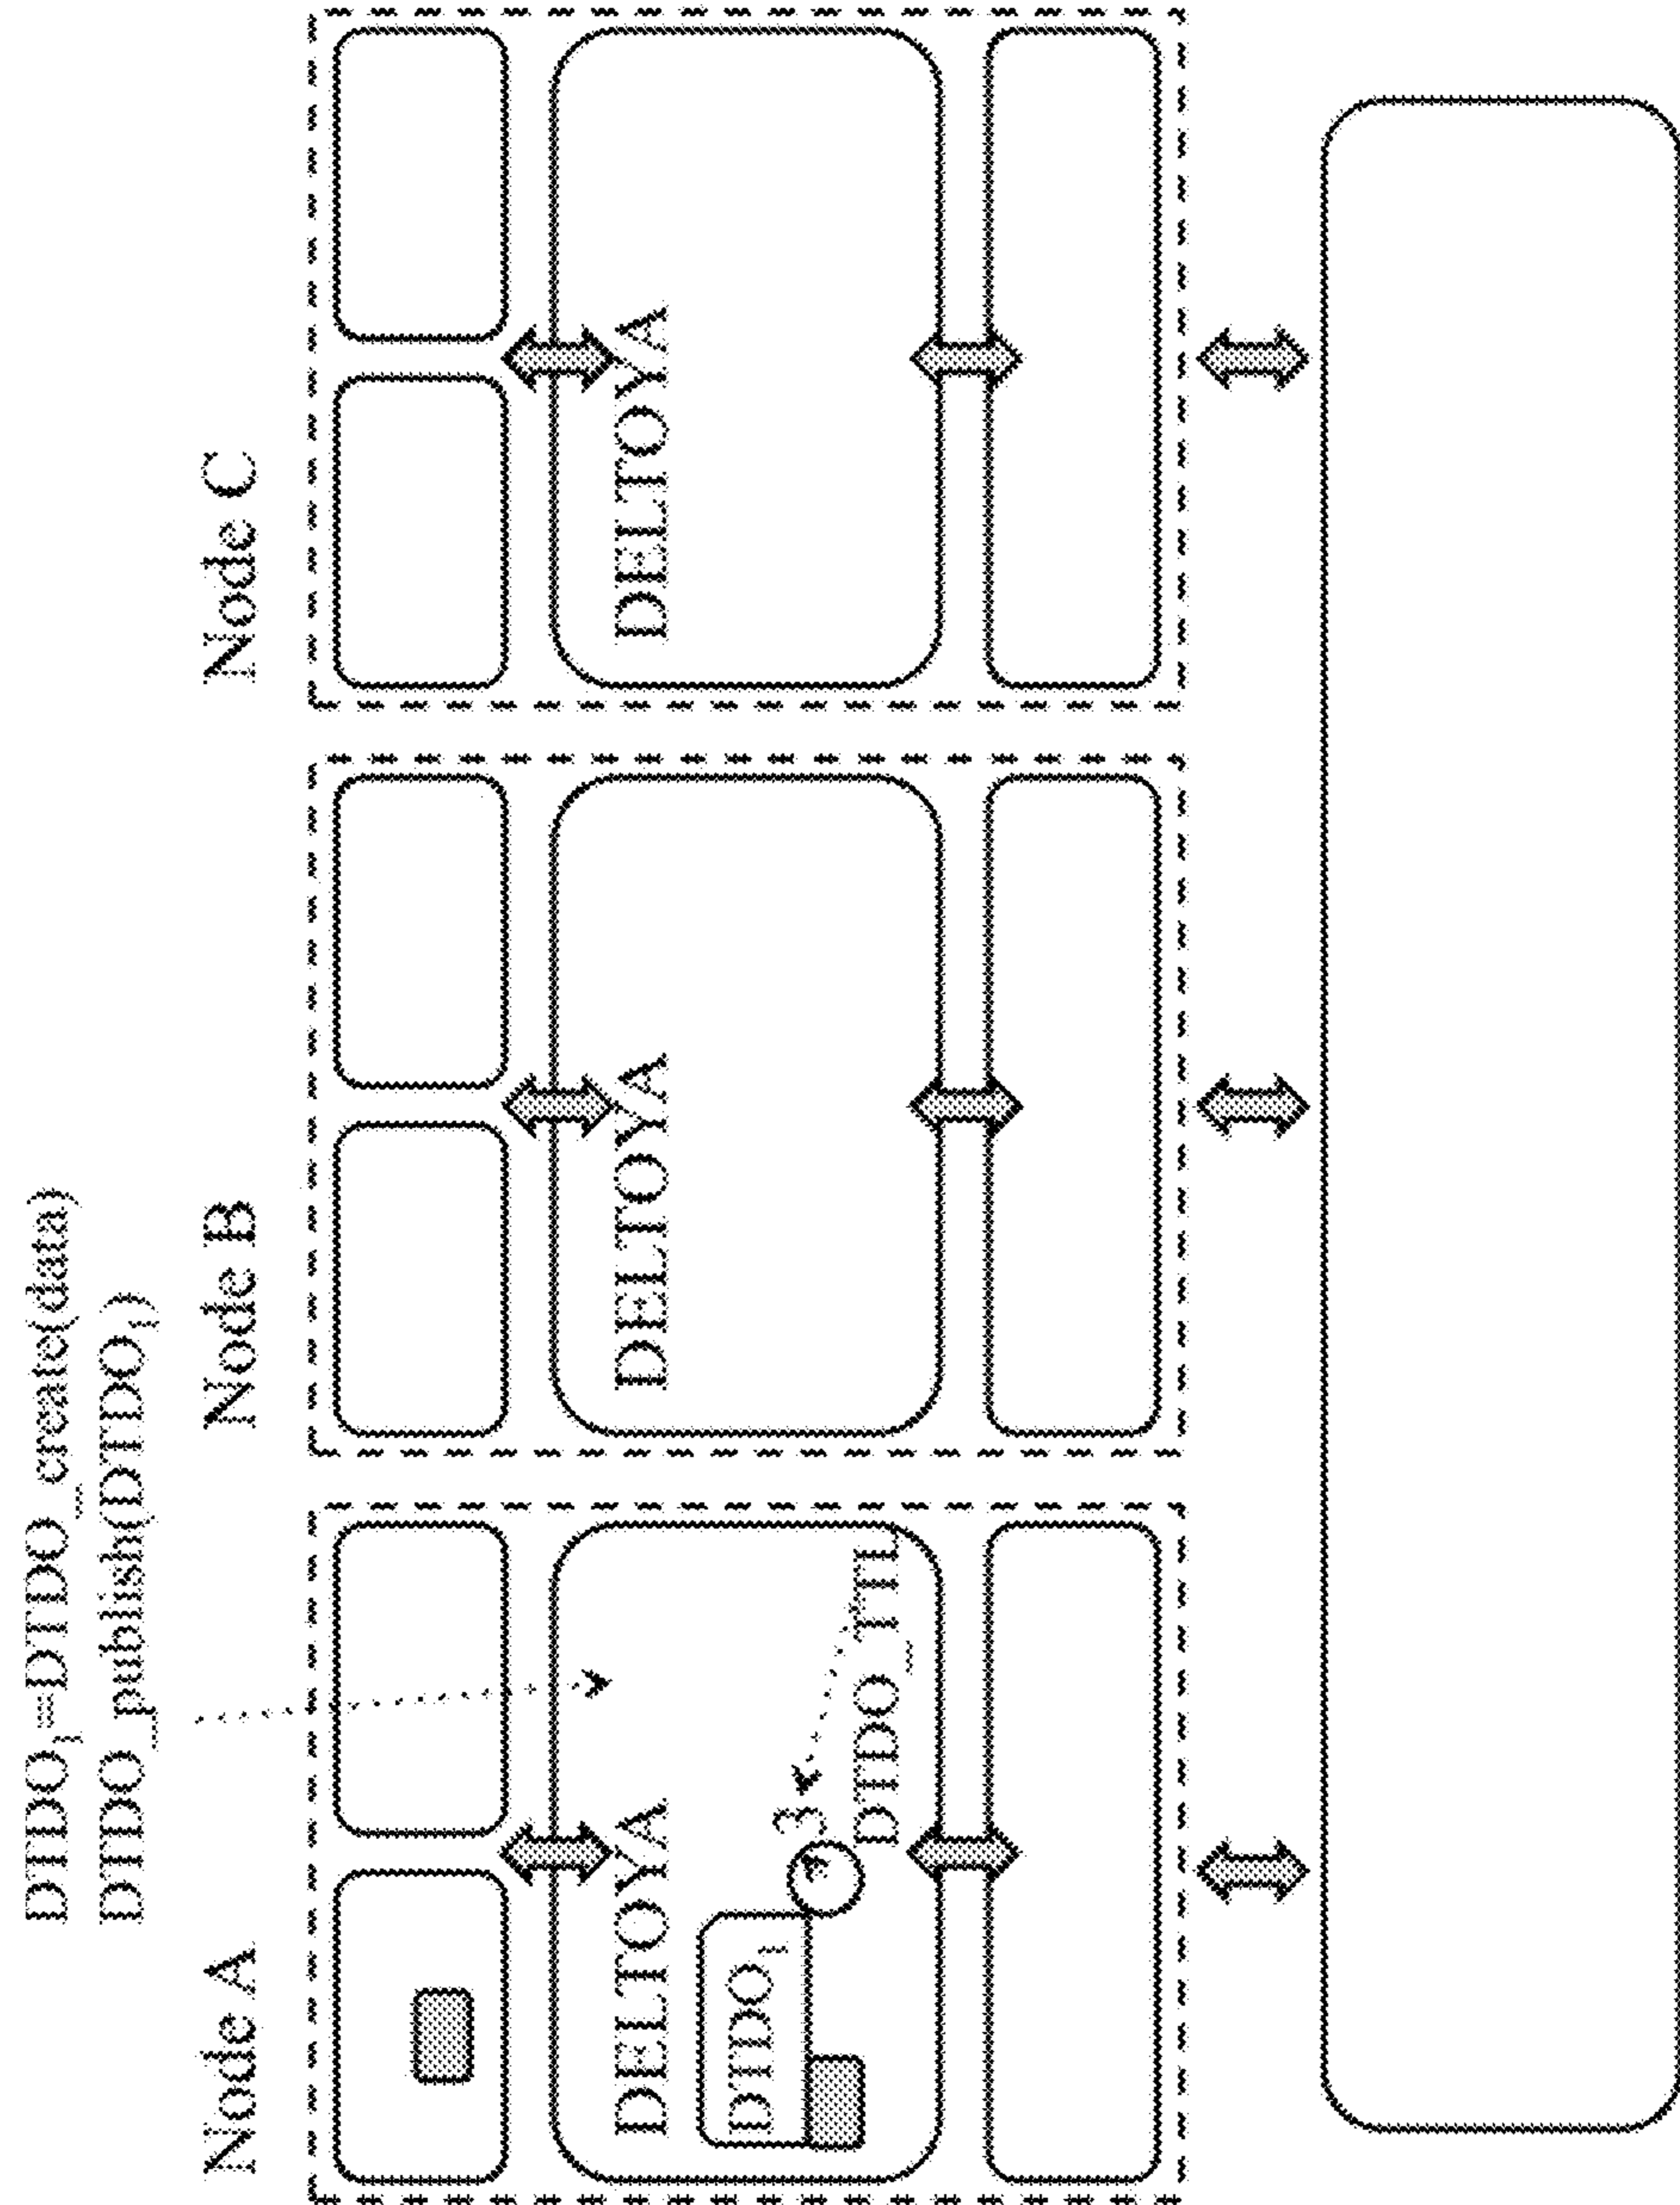 DTDO₁=DTDO_create(data)
DTDO_publish(DTDO₁)
Node A
Node B
Node C
DELTOYA
DELTOYA
DELTOYA
DTDO₁
3
DTDO_TTL